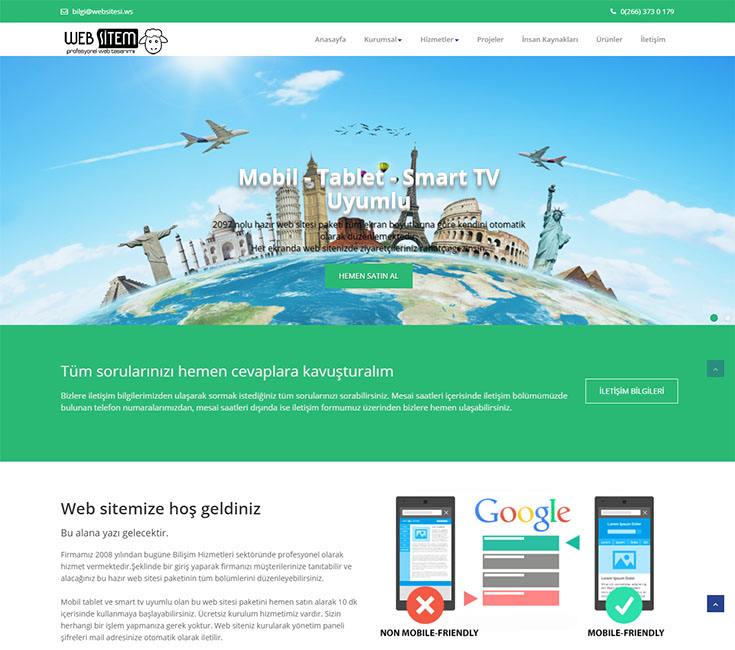 bilgi@websitesi.ws
0(266) 373 0 179
WEB SİTEM
profesyonel web tasarımı
Anasayfa Kurumsal Hizmetler Projeler İnsan Kaynakları Ürünler İletişim
Mobil - Tablet - Smart TV
Uyumlu
2097 nolu hazır web sitesi paketi tüm ekran boyutlarına göre kendini otomatik
olarak düzenlemektedir.
Her ekranda web sitenizde ziyaretçileriniz rahatça gezinsin.
HEMEN SATIN AL
Tüm sorularınızı hemen cevaplara kavuşturalım
Bizlere iletişim bilgilerimizden ulaşarak sormak istediğiniz tüm sorularınızı sorabilirsiniz. Mesai saatleri içerisinde iletişim bölümümüzde
bulunan telefon numaralarımızdan, mesai saatleri dışında ise iletişim formumuz üzerinden bizlere hemen ulaşabilirsiniz.
İLETİŞİM BİLGİLERİ
Web sitemize hoş geldiniz
Bu alana yazı gelecektir.
Firmamız 2008 yılından bugüne Bilişim Hizmetleri sektöründe profesyonel olarak
hizmet vermektedir.Şeklinde bir giriş yaparak firmanızı müşterilerinize tanıtabilir ve
alacağınız bu hazır web sitesi paketinin tüm bölümlerini düzenleyebilirsiniz.
Mobil tablet ve smart tv uyumlu olan bu web sitesi paketini hemen satın alarak 10 dk
içerisinde kullanmaya başlayabilirsiniz. Ücretsiz kurulum hizmetimiz vardır. Sizin
herhangi bir işlem yapmanıza gerek yoktur. Web siteniz kurularak yönetim paneli
şifreleri mail adresinize otomatik olarak iletilir.
Google
Lorem Ipsum Dolor
NON MOBILE-FRIENDLY
MOBILE-FRIENDLY